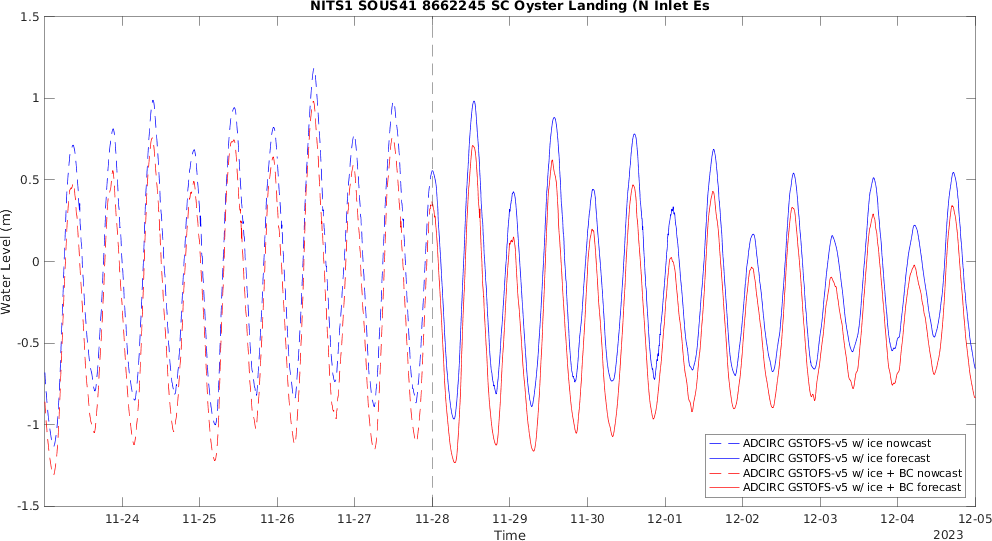 NITS1 SOUS41 8662245 SC Oyster Landing (N Inlet Es
Water Level (m)
1.5
1
0.5
0
-0.5
-1
-1.5
ADCIRC GSTOFS-v5 w/ ice nowcast
ADCIRC GSTOFS-v5 w/ ice forecast
ADCIRC GSTOFS-v5 w/ ice + BC nowcast
ADCIRC GSTOFS-v5 w/ ice + BC forecast
11-24 11-25 11-26 11-27 11-28 11-29 11-30 12-01 12-02 12-03 12-04 12-05
Time
2023